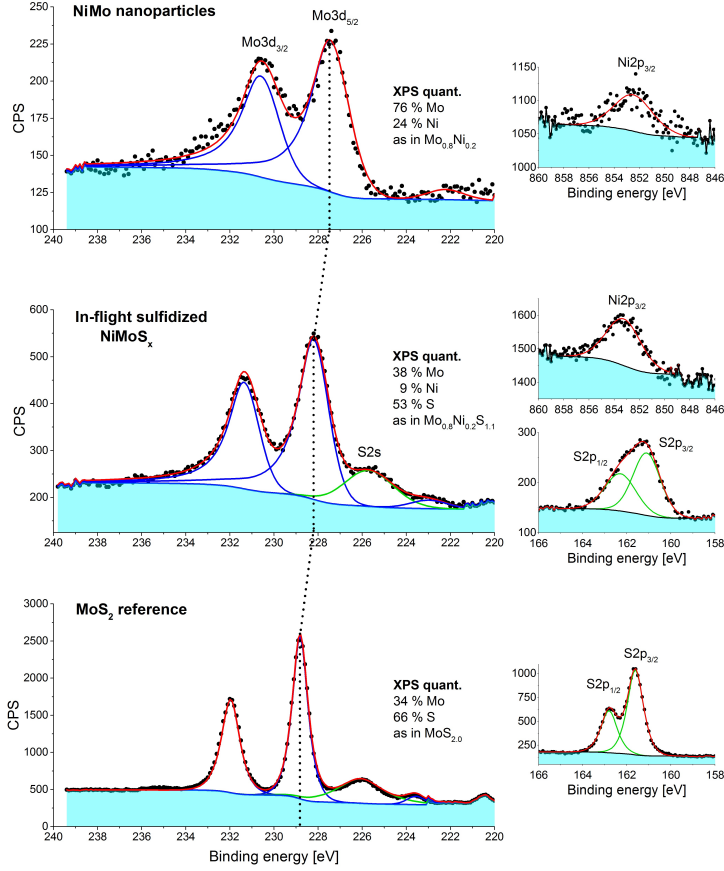 NiMo nanoparticles
Mo3d3/2
Mo3d5/2
XPS quant.
76 % Mo
24 % Ni
as in Mo0.8Ni0.2
CPS
250
225
200
175
150
125
100
240 238 236 234 232 230 228 226 224 222 220
Ni2p3/2
1150
1100
1050
1000
860 858 856 854 852 850 848 846
Binding energy [eV]
In-flight sulfidized
NiMoSx
XPS quant.
38 % Mo
9 % Ni
53 % S
as in Mo0.8Ni0.2S1.1
S2s
CPS
600
500
400
300
200
240 238 236 234 232 230 228 226 224 222 220
Ni2p3/2
1600
1500
1400
860 858 856 854 852 850 848 846
Binding energy [eV]
S2p1/2
S2p3/2
300
200
100
166 164 162 160 158
Binding energy [eV]
MoS2 reference
XPS quant.
34 % Mo
66 % S
as in MoS2.0
CPS
3000
2500
2000
1500
1000
500
0
240 238 236 234 232 230 228 226 224 222 220
Binding energy [eV]
S2p3/2
S2p1/2
1000
750
500
250
166 164 162 160 158
Binding energy [eV]